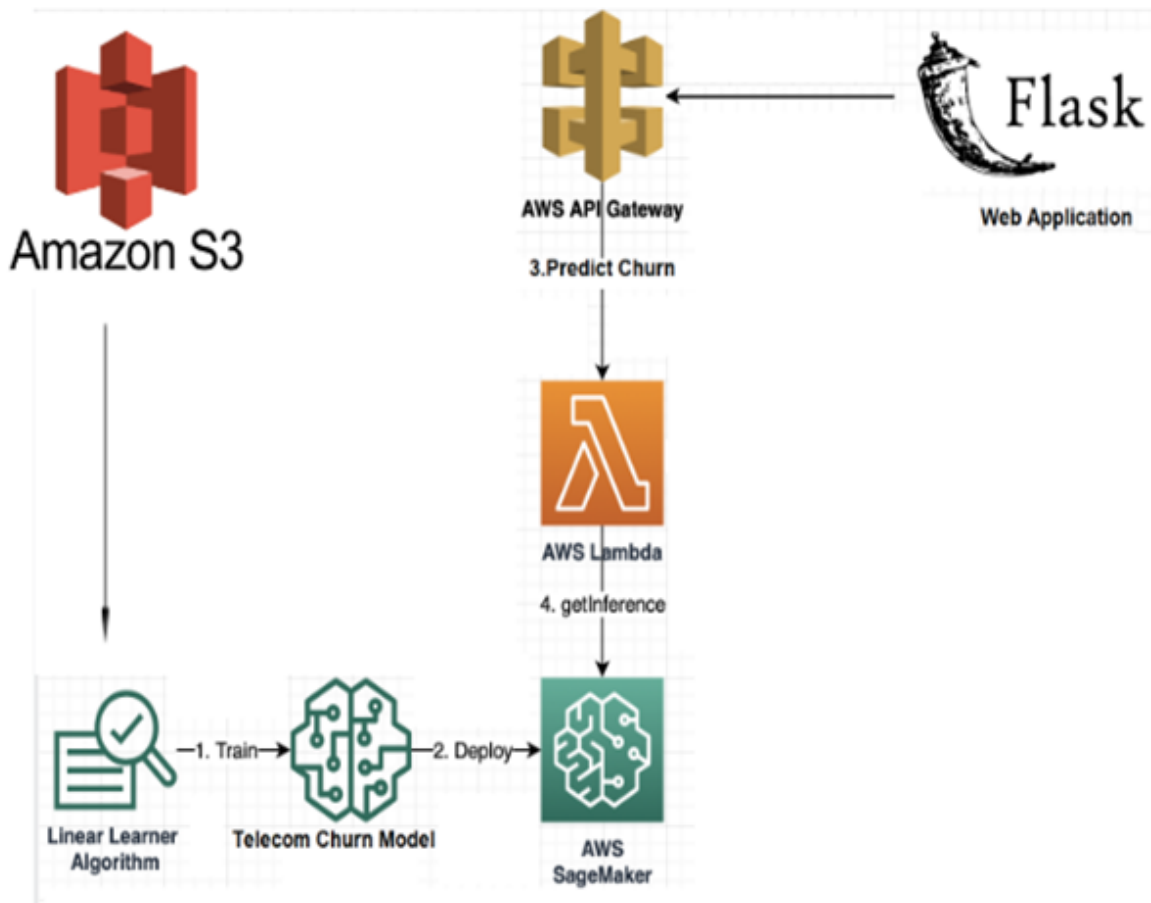 Amazon S3
AWS API Gateway
Flask
Web Application
3.Predict Churn
AWS Lambda
4. getInference
1. Train
2. Deploy
Linear Learner
Algorithm
Telecom Churn Model
AWS
SageMaker